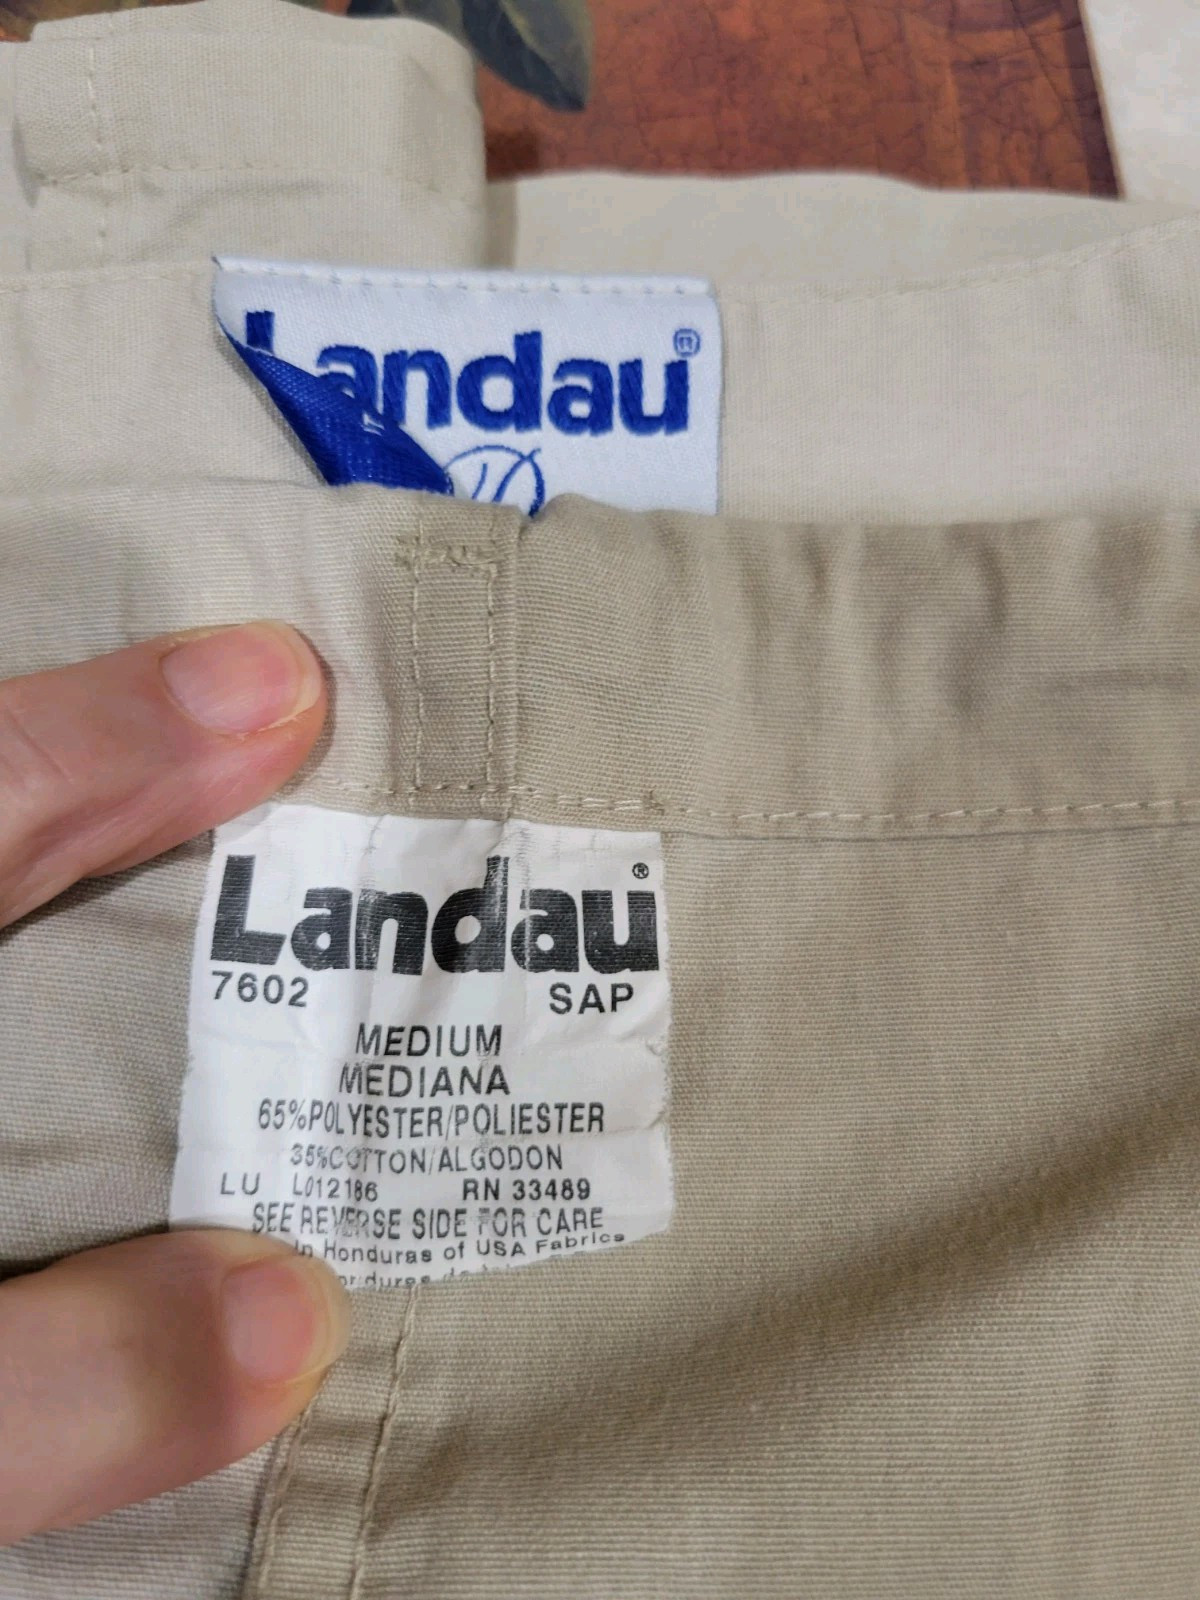 Landau®
Landau®
7602 SAP
MEDIUM
MEDIANA
65%POLYESTER/POLIESTER
35%COTTON/ALGODON
LU L012186 RN 33489
SEE REVERSE SIDE FOR CARE
In Honduras of USA Fabrics